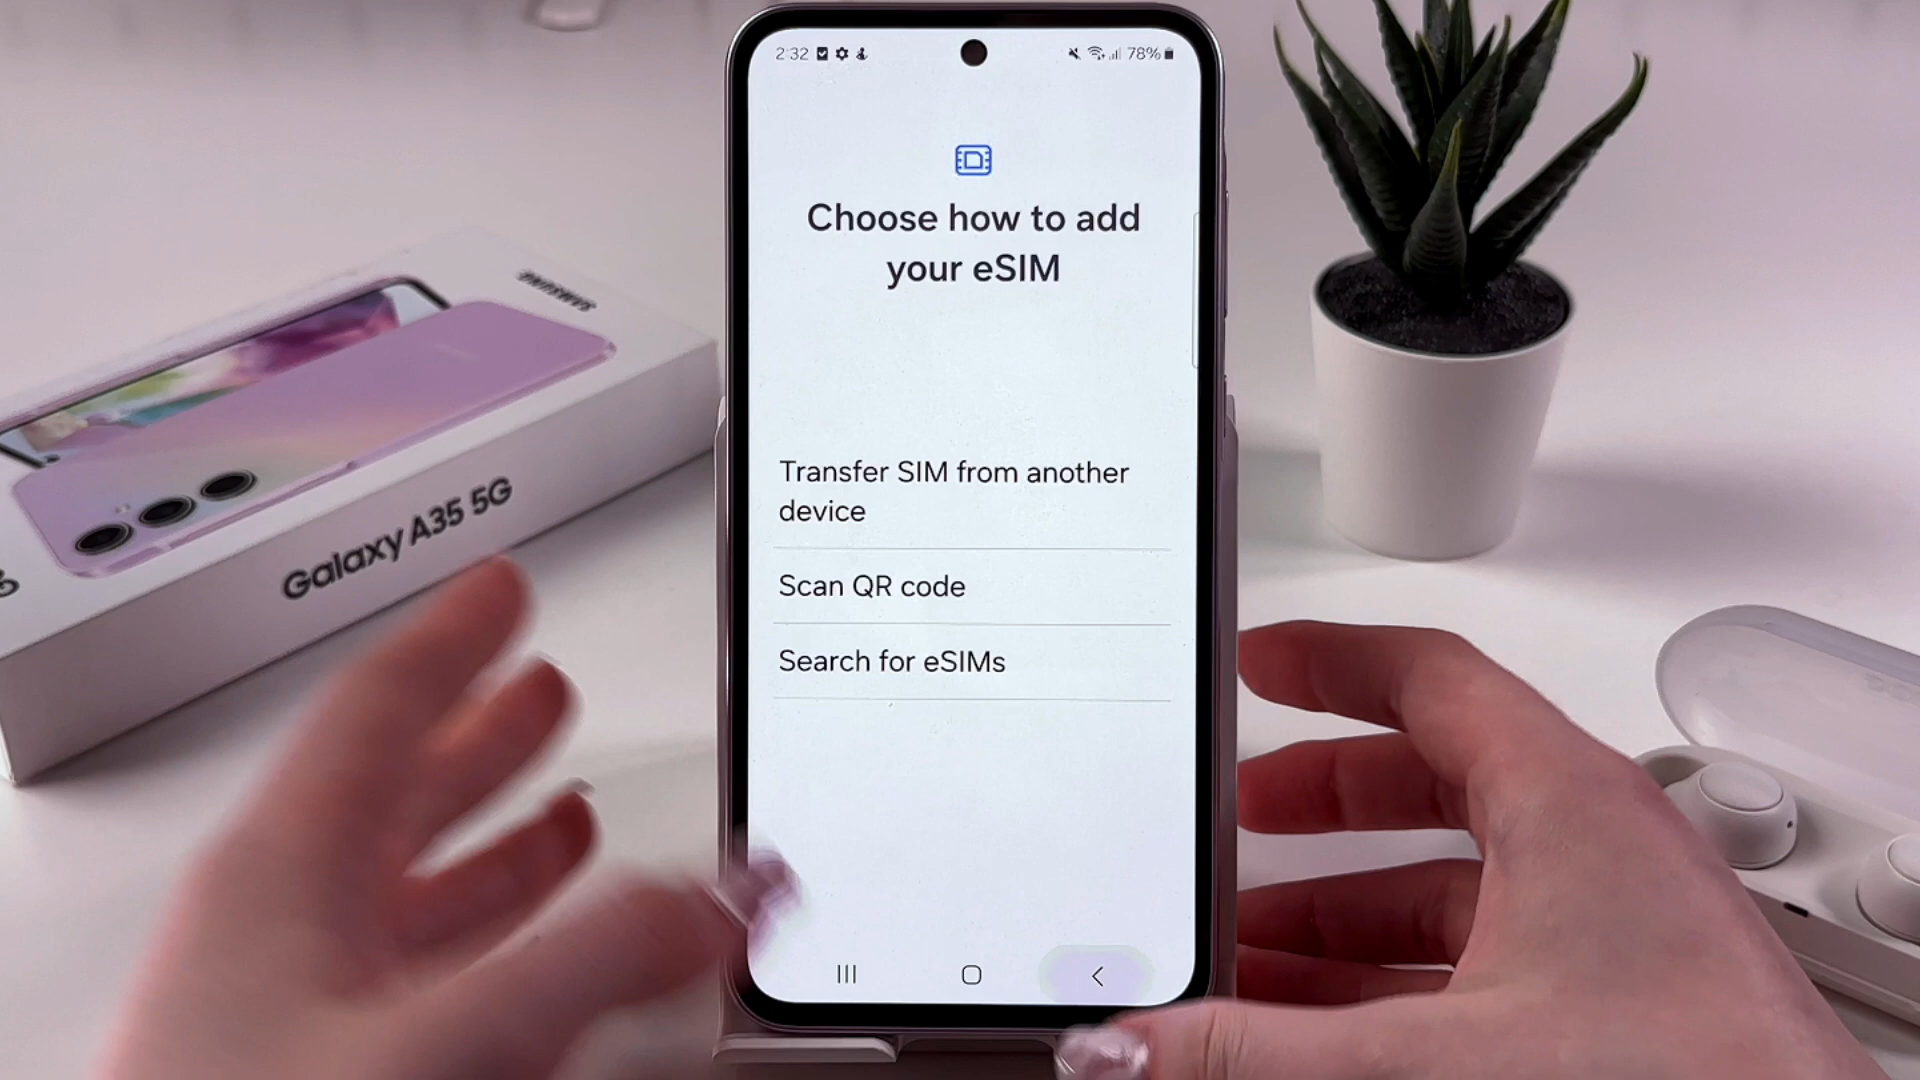 2:32
78%
Choose how to add
your eSIM
Transfer SIM from another
device
Scan QR code
Search for eSIMs
SAMSUNG
Galaxy A35 5G